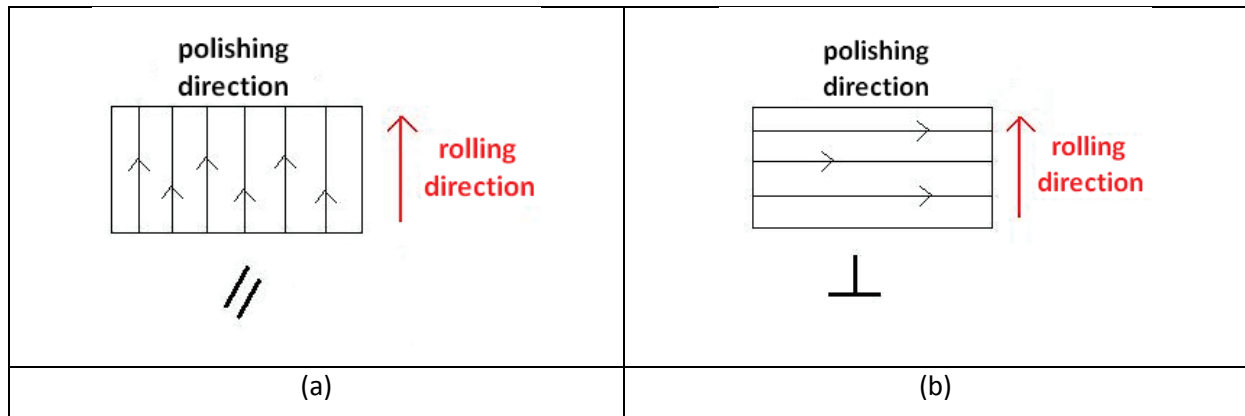 polishing
direction
rolling
direction
(a)
polishing
direction
rolling
direction
(b)